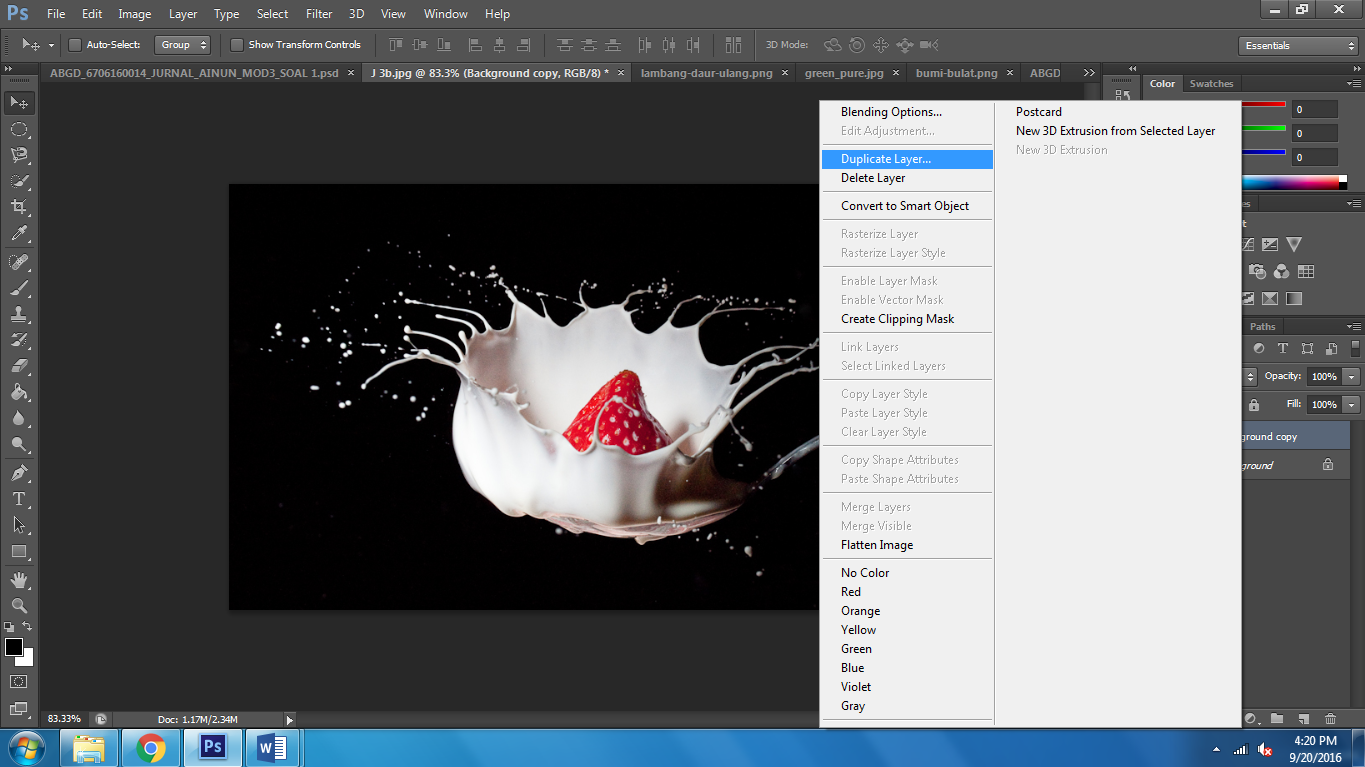 Ps File Edit Image Layer Type Select Filter 3D View Window Help
Auto-Select: Group Show Transform Controls 3D Mode: Essentials
ABGD_6706160014_JURNAL_AINUN_MOD3_SOAL 1.psd × J 3b.jpg @ 83.3% (Background copy, RGB/8) * × lambang-daur-ulang.png × green_pure.jpg × bumi-bulat.png × ABGD
Color Swatches
0
0
0
Blending Options...
Edit Adjustment...
Duplicate Layer...
Delete Layer
Convert to Smart Object
Rasterize Layer
Rasterize Layer Style
Enable Layer Mask
Enable Vector Mask
Create Clipping Mask
Link Layers
Select Linked Layers
Copy Layer Style
Paste Layer Style
Clear Layer Style
Copy Shape Attributes
Paste Shape Attributes
Merge Layers
Merge Visible
Flatten Image
No Color
Red
Orange
Yellow
Green
Blue
Violet
Gray
Postcard
New 3D Extrusion from Selected Layer
New 3D Extrusion
Paths
Opacity: 100%
Fill: 100%
ground copy
ground
83.33% Doc: 1.17M/2.34M
Ps
4:20 PM
9/20/2016